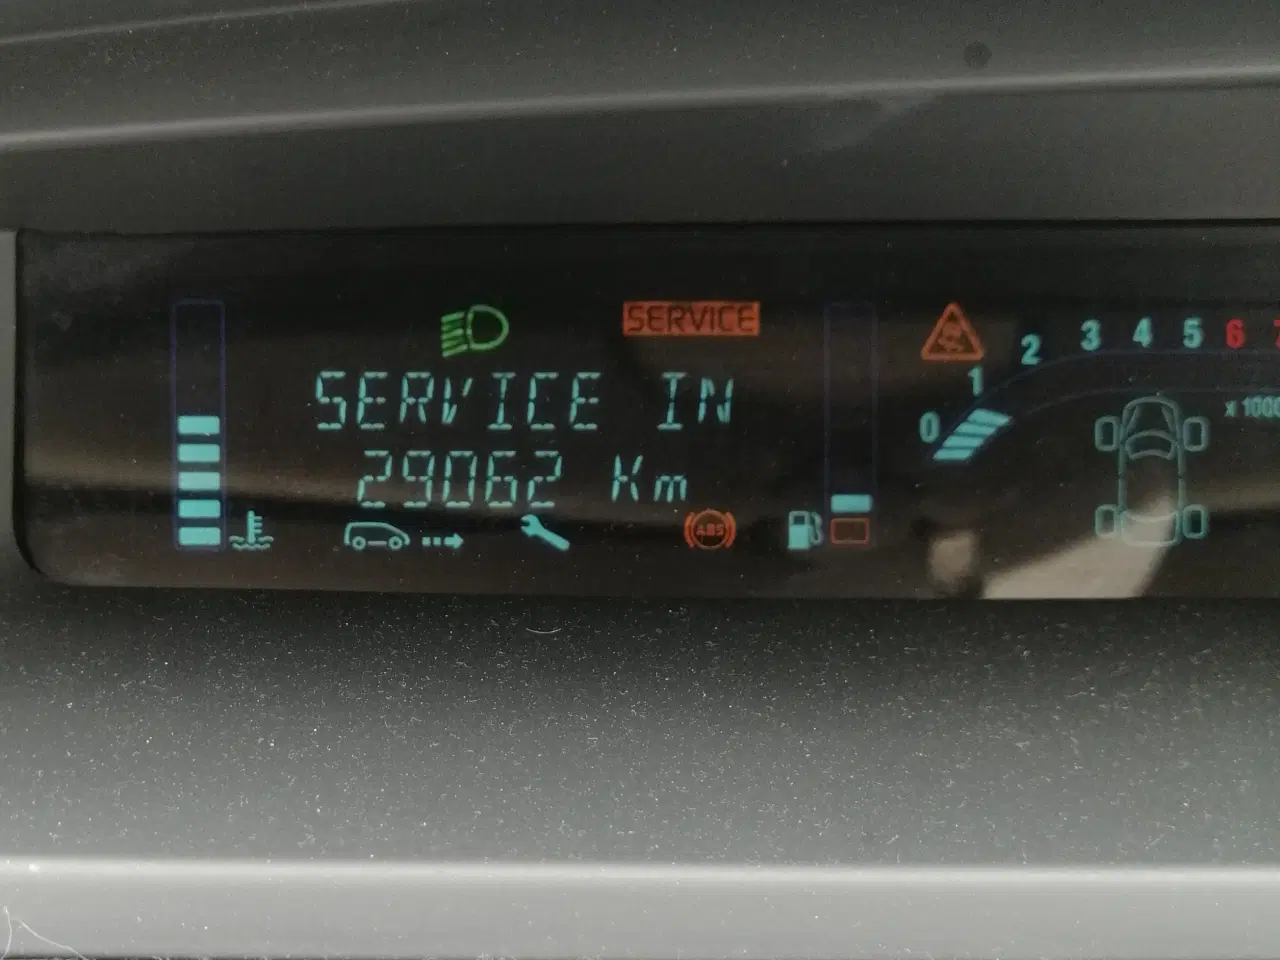 SERVICE
SERVICE IN
29062 Km
ABS
0 1 2 3 4 5 6
x 1000